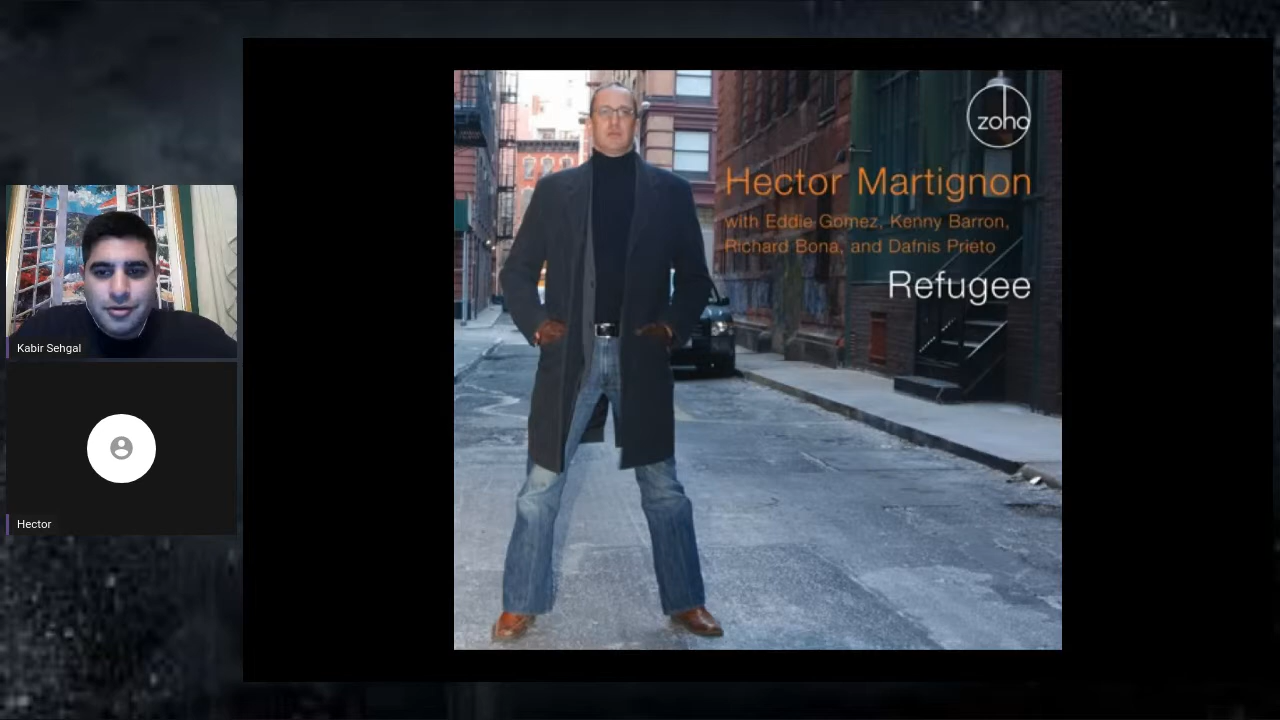 Kabir Sehgal
Hector
zoho
Hector Martignon
with Eddie Gomez, Kenny Barron,
Richard Bona, and Dafnis Prieto
Refugee